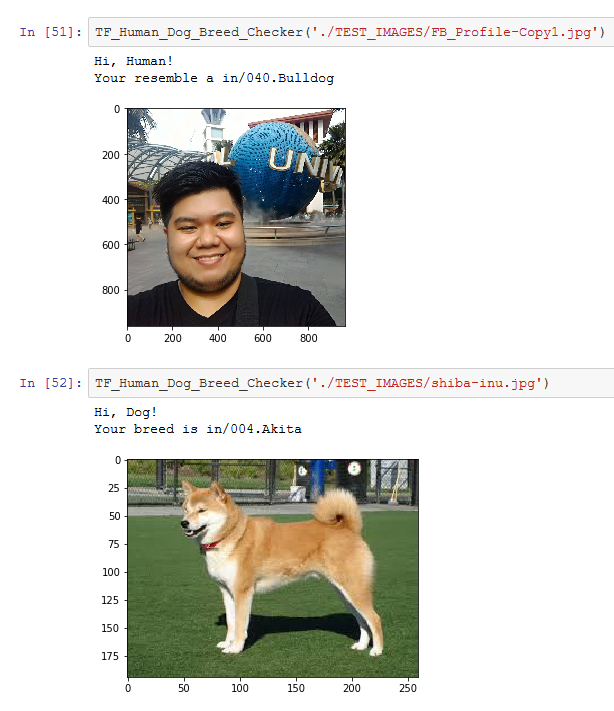 In [51]: TF_Human_Dog_Breed_Checker('./TEST_IMAGES/FB_Profile-Copy1.jpg')
Hi, Human!
Your resemble a in/040.Bulldog
0
200
400
600
800
L UNIV
0 200 400 600 800
In [52]: TF_Human_Dog_Breed_Checker('./TEST_IMAGES/shiba-inu.jpg')
Hi, Dog!
Your breed is in/004.Akita
0
25
50
75
100
125
150
175
0 50 100 150 200 250